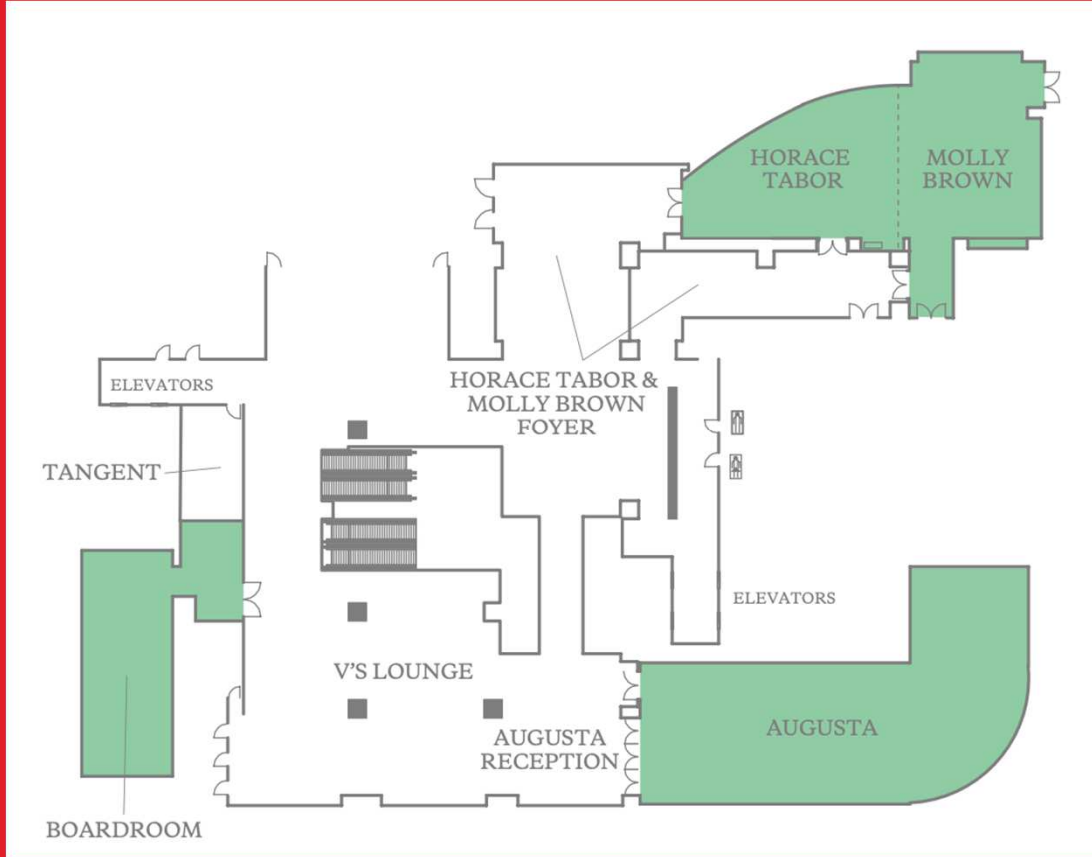 HORACE
TABOR
MOLLY
BROWN
ELEVATORS
HORACE TABOR &
MOLLY BROWN
FOYER
TANGENT
ELEVATORS
V'S LOUNGE
AUGUSTA
RECEPTION
AUGUSTA
BOARDROOM